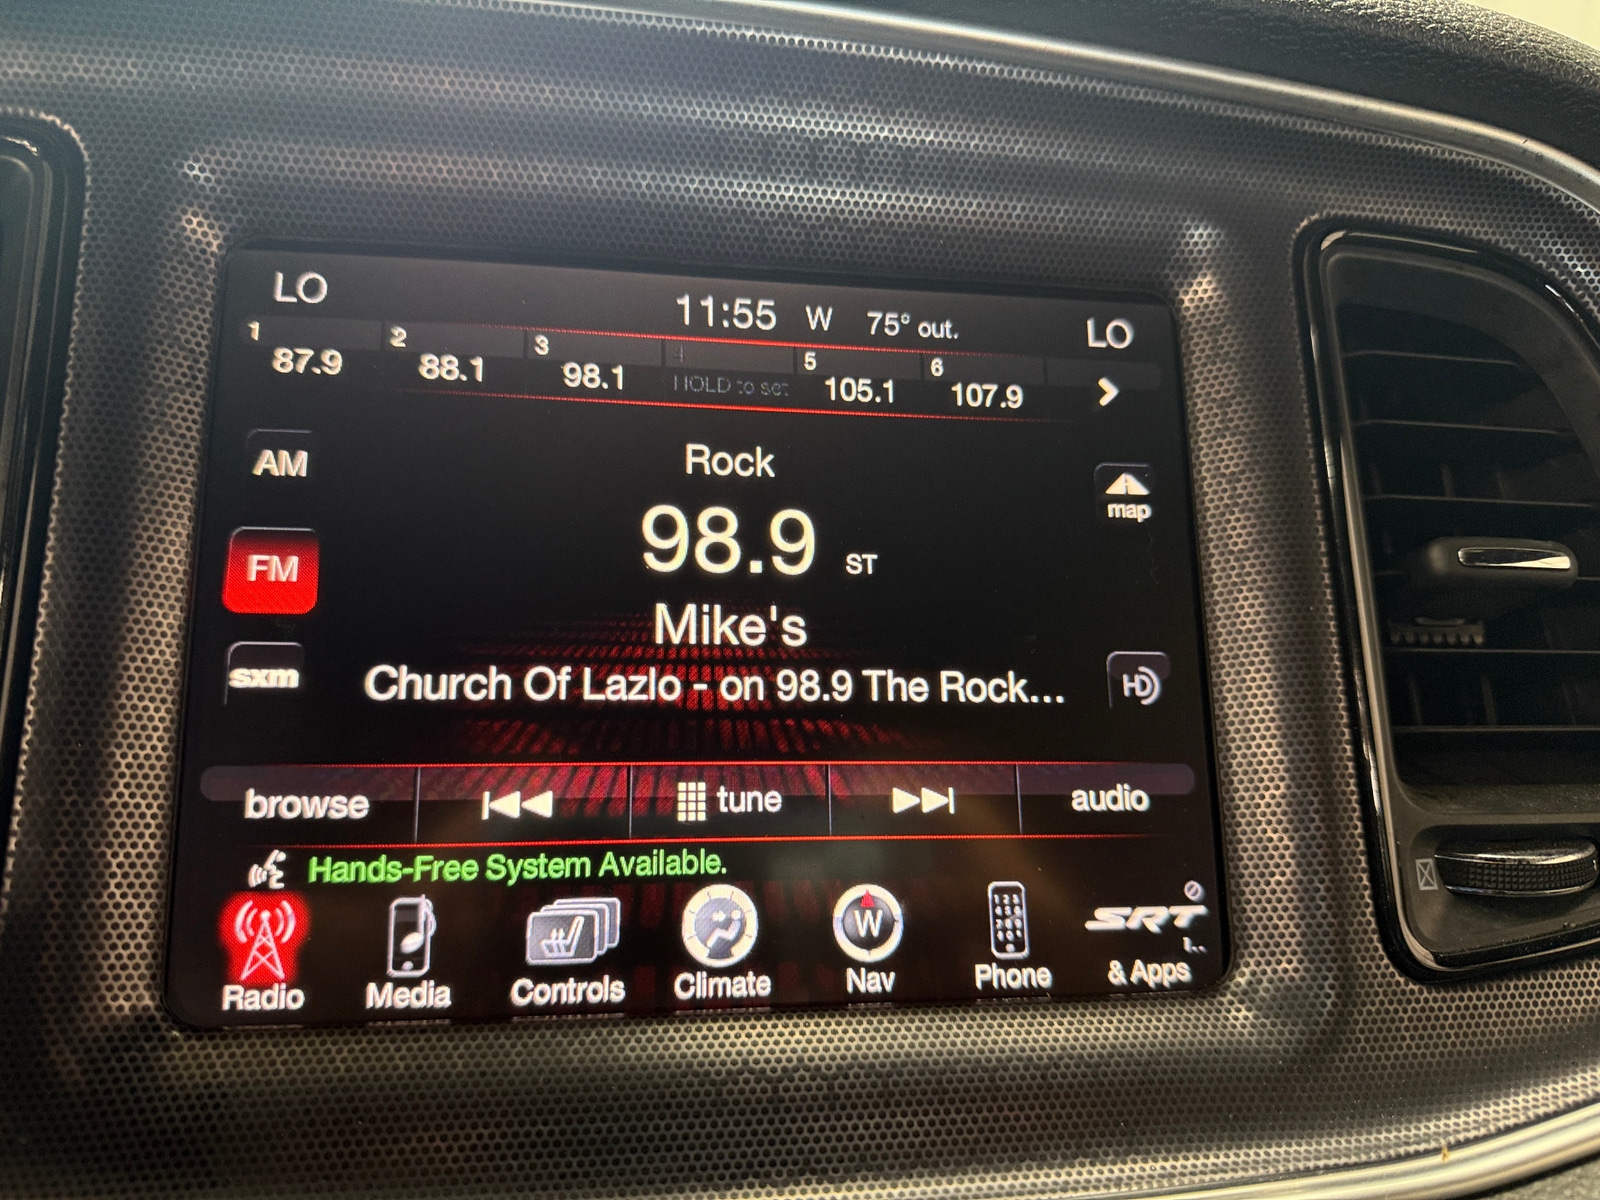 LO 11:55 W 75° out. LO
1 2 3 4 5 6
87.9 88.1 98.1 HOLD to set 105.1 107.9
AM Rock
map
98.9 ST
FM
Mike's
sxm Church Of Lazlo - on 98.9 The Rock... HD
browse tune audio
Hands-Free System Available.
W SRT
Radio Media Controls Climate Nav Phone & Apps